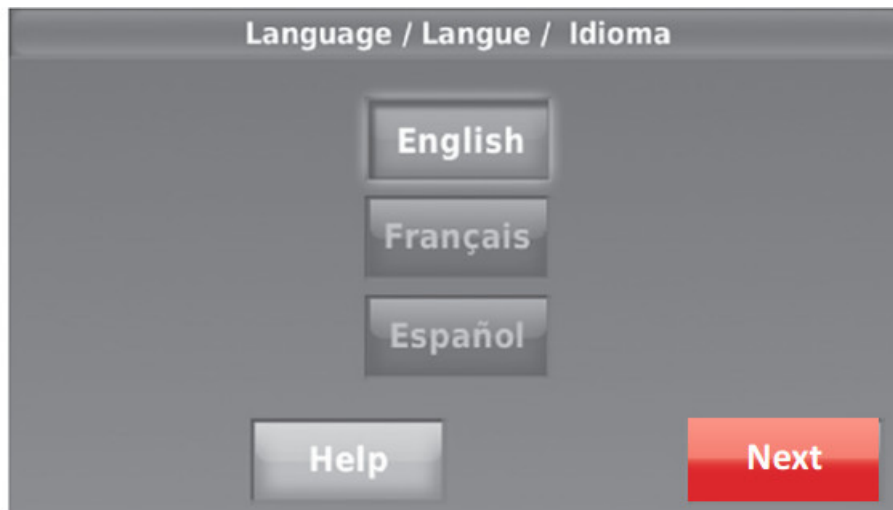 Language / Langue / Idioma
English
Français
Español
Help
Next